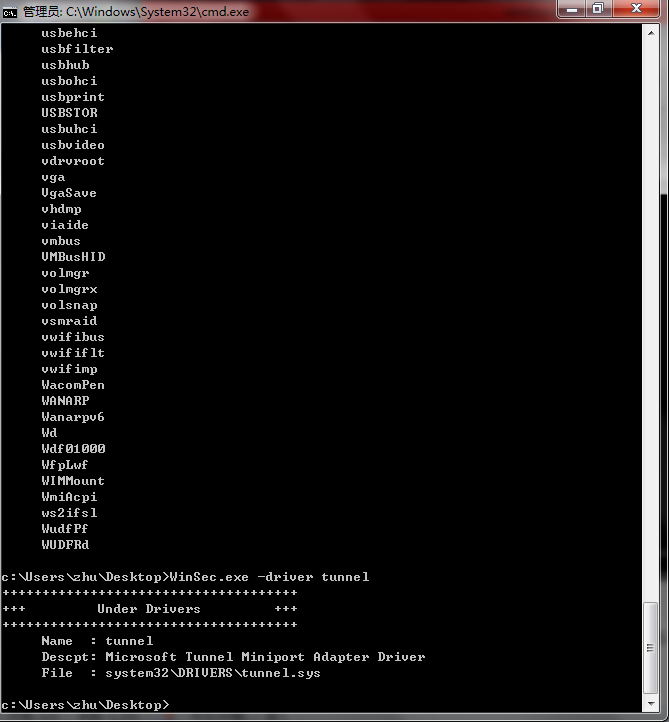 管理员: C:\Windows\System32\cmd.exe
usbehci
usbfilter
usbhub
usbohci
usbprint
USBSTOR
usbuhci
usbvideo
vdrvroot
vga
VgaSave
vhdmp
viaide
vmbus
VMBusHID
volmgr
volmgrx
volsnap
vsmraid
vwifibus
vwififlt
vwifimp
WacomPen
WANARP
Wanarpv6
Wd
Wdf01000
WfpLwf
WIMMount
WmiAcpi
ws2ifsl
WudfPf
WUDFRd
c:\Users\zhu\Desktop>WinSec.exe -driver tunnel
+++++++++++++++++++++++++++++++++++++
+++         Under Drivers         +++
+++++++++++++++++++++++++++++++++++++
Name  : tunnel
Descpt: Microsoft Tunnel Miniport Adapter Driver
File  : system32\DRIVERS\tunnel.sys
c:\Users\zhu\Desktop>